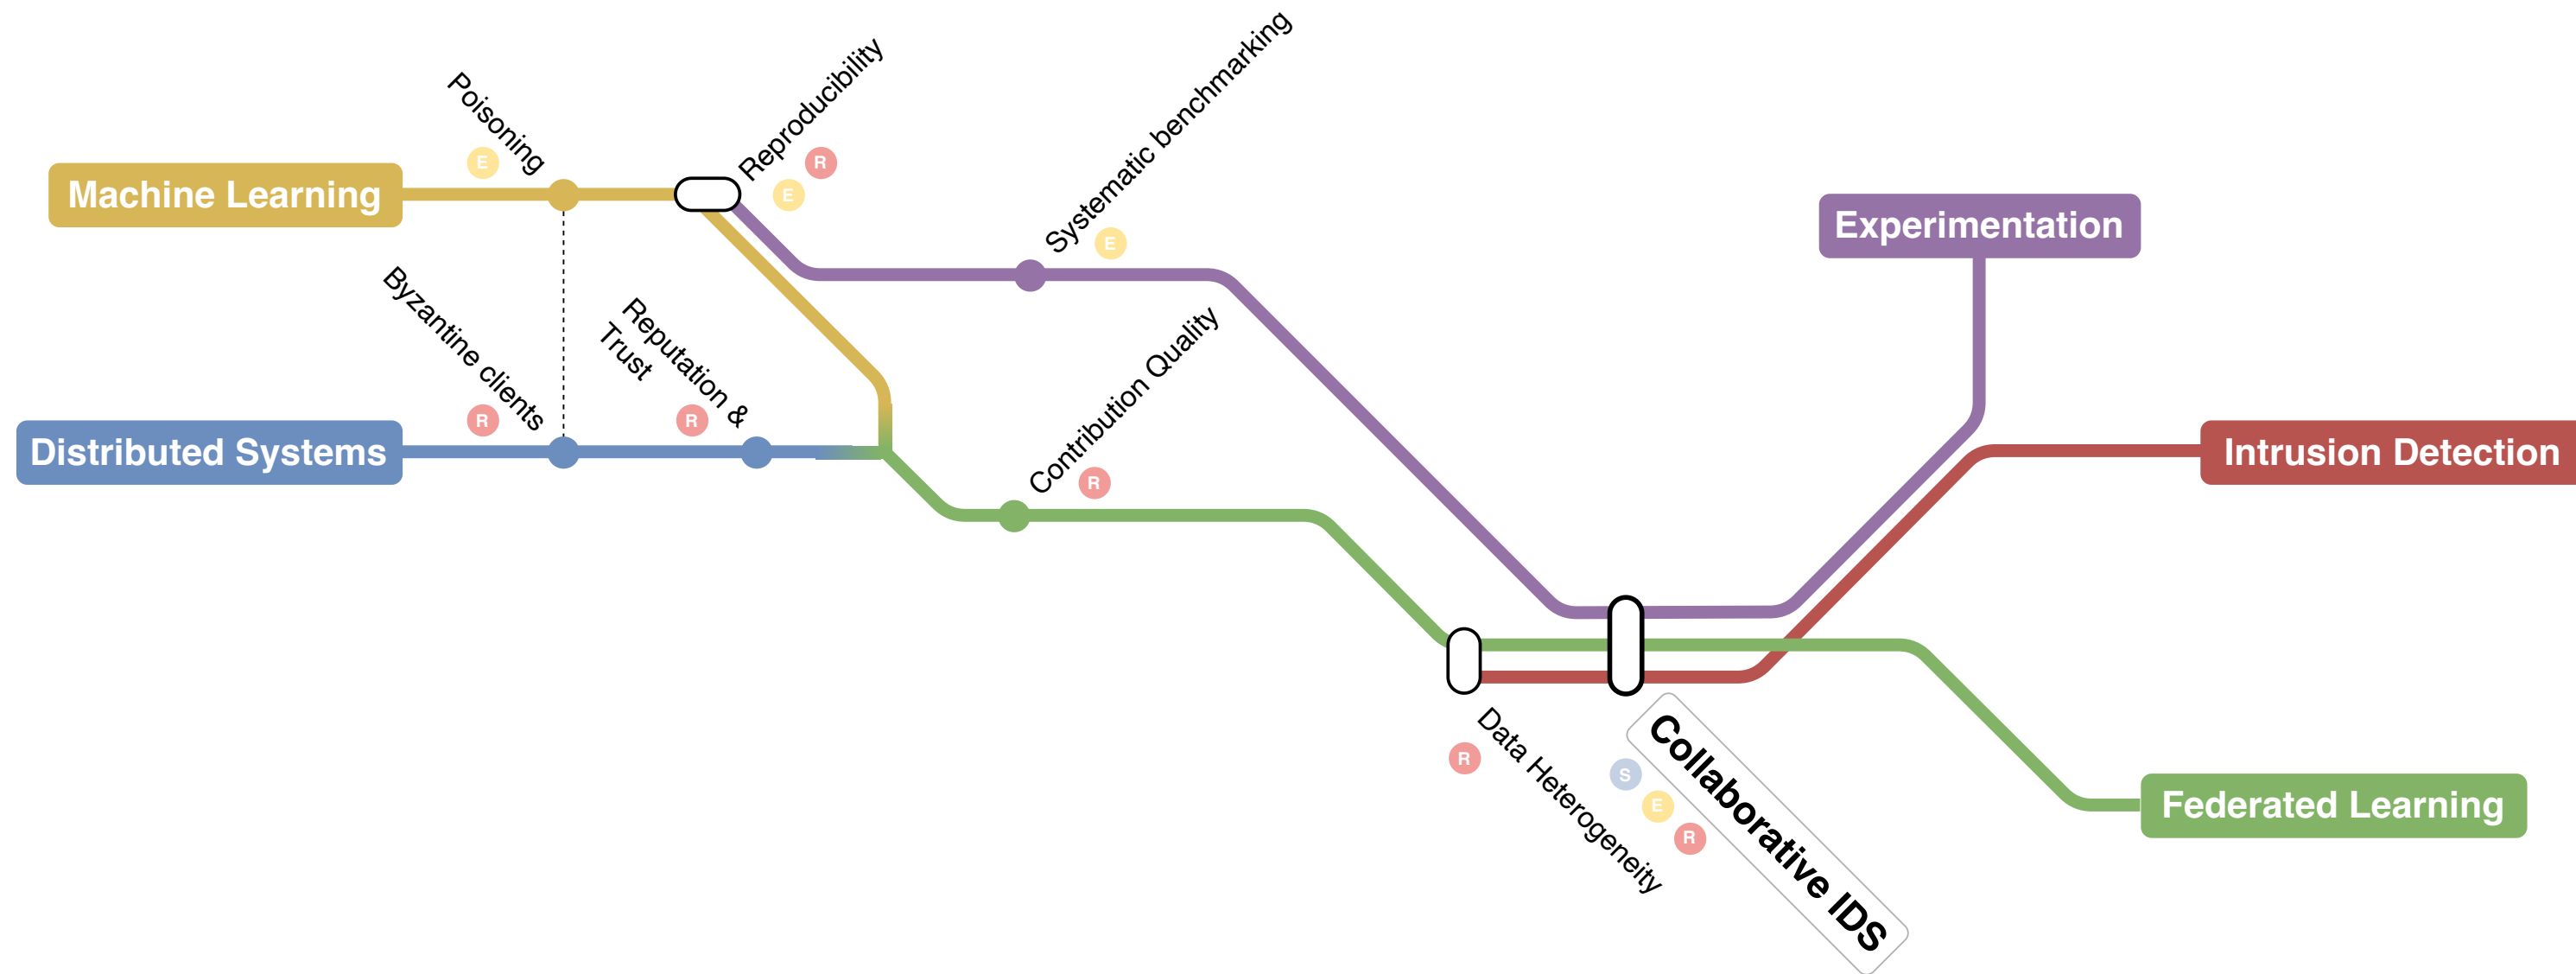 Machine Learning
Poisoning
E
Reproducibility
E
R
Systematic benchmarking
E
Experimentation
Distributed Systems
Byzantine clients
R
Reputation &
Trust
R
Contribution Quality
R
Intrusion Detection
Data Heterogeneity
R
Collaborative IDS
S
E
R
Federated Learning